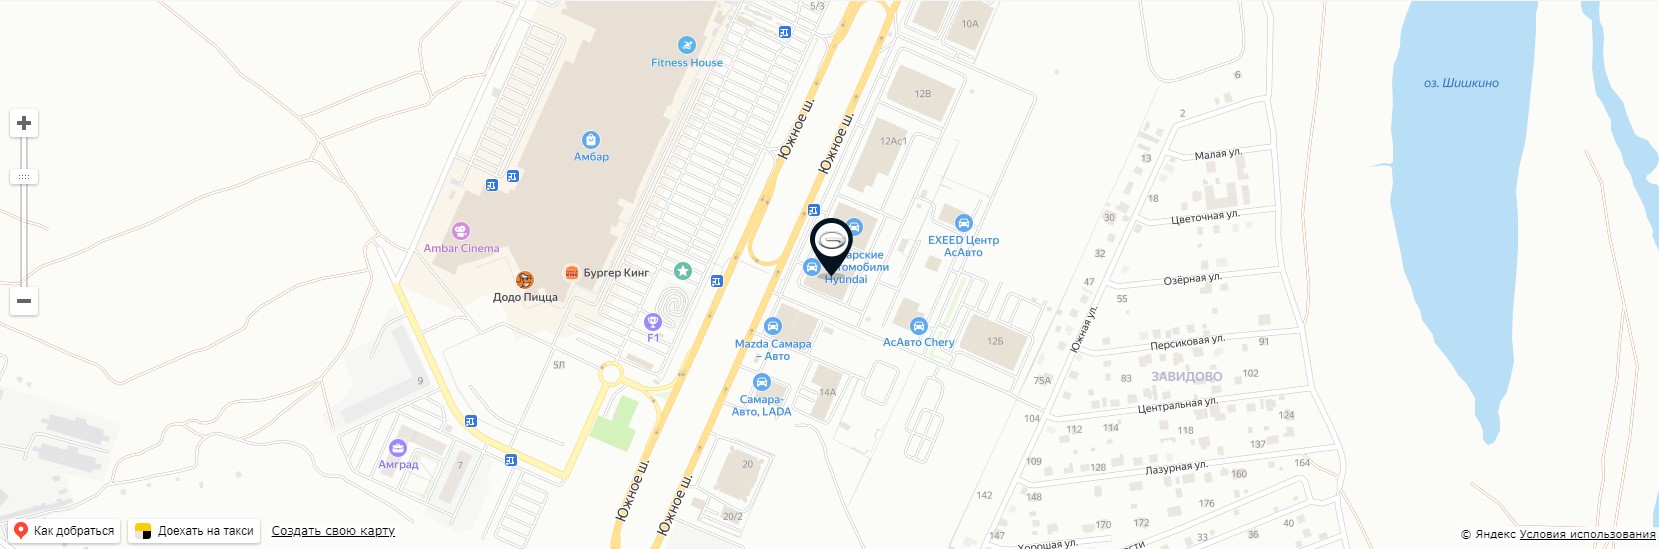 5/3
10А
Fitness House
оз. Шишкино
6
12В
2
Южное ш.
Южное ш.
12Ас1
Амбар
13
Малая ул.
18
30
Цветочная ул.
Ambar Cinema
EXEED Центр
АсАвто
32
арские
томобили
Hyundai
Бургер Кинг
Додо Пицца
47
Озёрная ул.
55
F1
Mazda Самара
– Авто
АсАвто Chery
12Б
Южная ул.
Персиковая ул.
91
5Л
9
75А
83
ЗАВИДОВО
102
14А
Самара-
Авто, LADA
104
Центральная ул.
124
112
114
118
137
Амград
7
20
109
128
Лазурная ул.
160
164
Южное ш.
Южное ш.
142
148
176
20/2
170
172
40
147
33
36
Хорошая ул.
ости
Как добраться
Доехать на такси
Создать свою карту
© Яндекс Условия использования